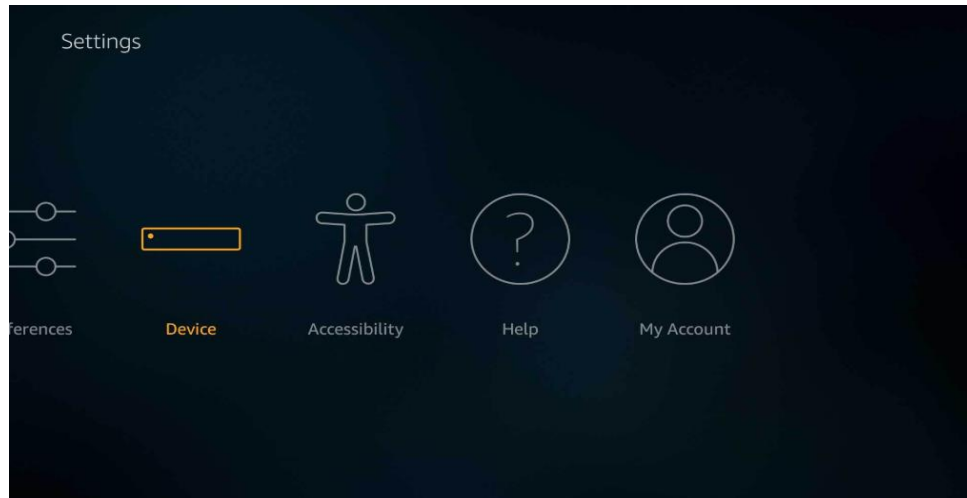 Settings
ferences
Device
Accessibility
Help
My Account